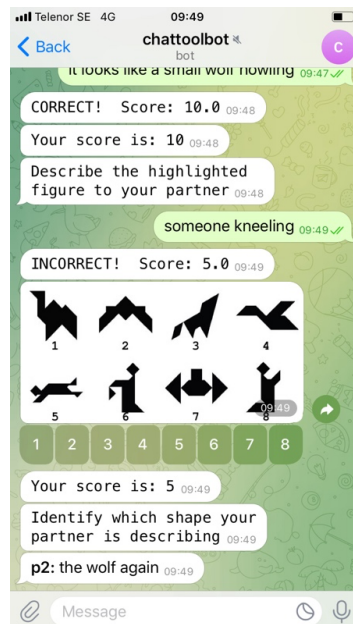 Telenor SE 4G 09:49
Back chattoolbot C
bot
it looks like a small wolf howling 09:47
CORRECT! Score: 10.0 09:48
Your score is: 10 09:48
Describe the highlighted
figure to your partner 09:48
someone kneeling 09:49
INCORRECT! Score: 5.0 09:49
1 2 3 4
5 6 7 8
09:49
1 2 3 4 5 6 7 8
Your score is: 5 09:49
Identify which shape your
partner is describing 09:49
p2: the wolf again 09:49
Message